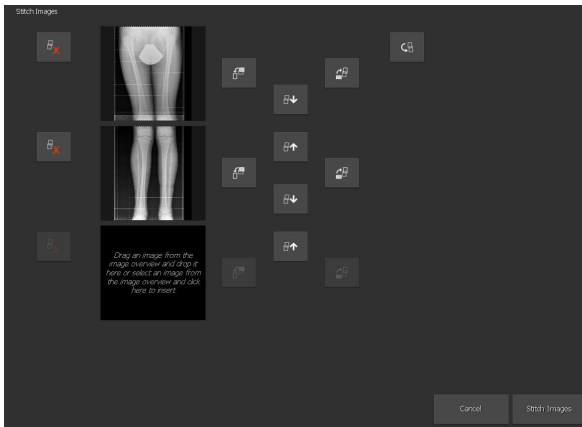 Stitch Images
Drag an image from the
image overview and drop it
here or select an image from
the image overview and click
here to insert
Cancel
Stitch Images